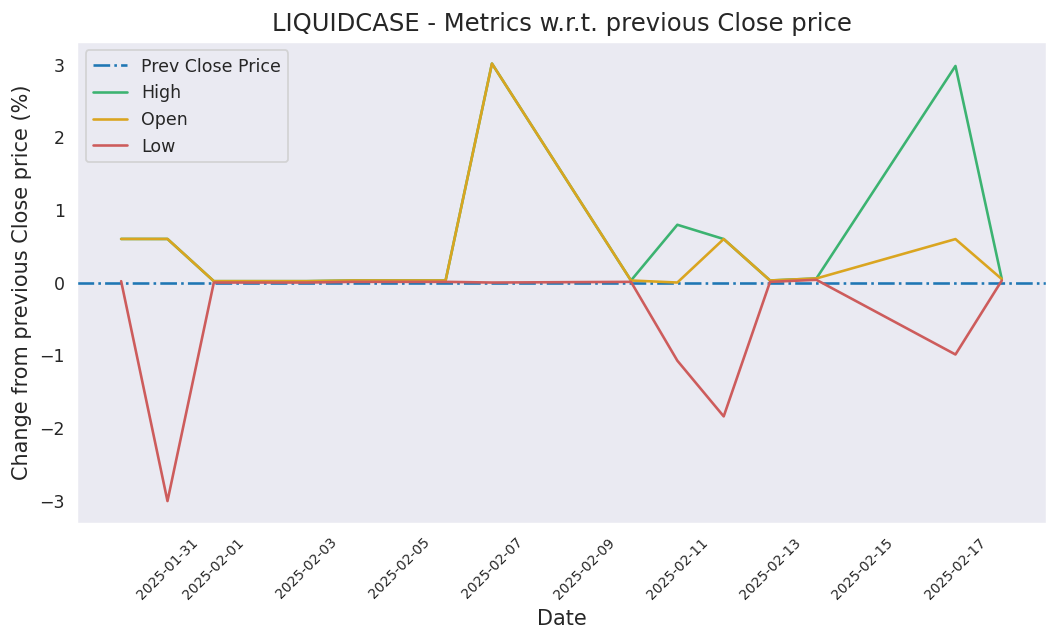 LIQUIDCASE - Metrics w.r.t. previous Close price
Prev Close Price
High
Open
Low
Change from previous Close price (%)
3
2
1
0
−1
−2
−3
2025-01-31
2025-02-01
2025-02-03
2025-02-05
2025-02-07
2025-02-09
2025-02-11
2025-02-13
2025-02-15
2025-02-17
Date